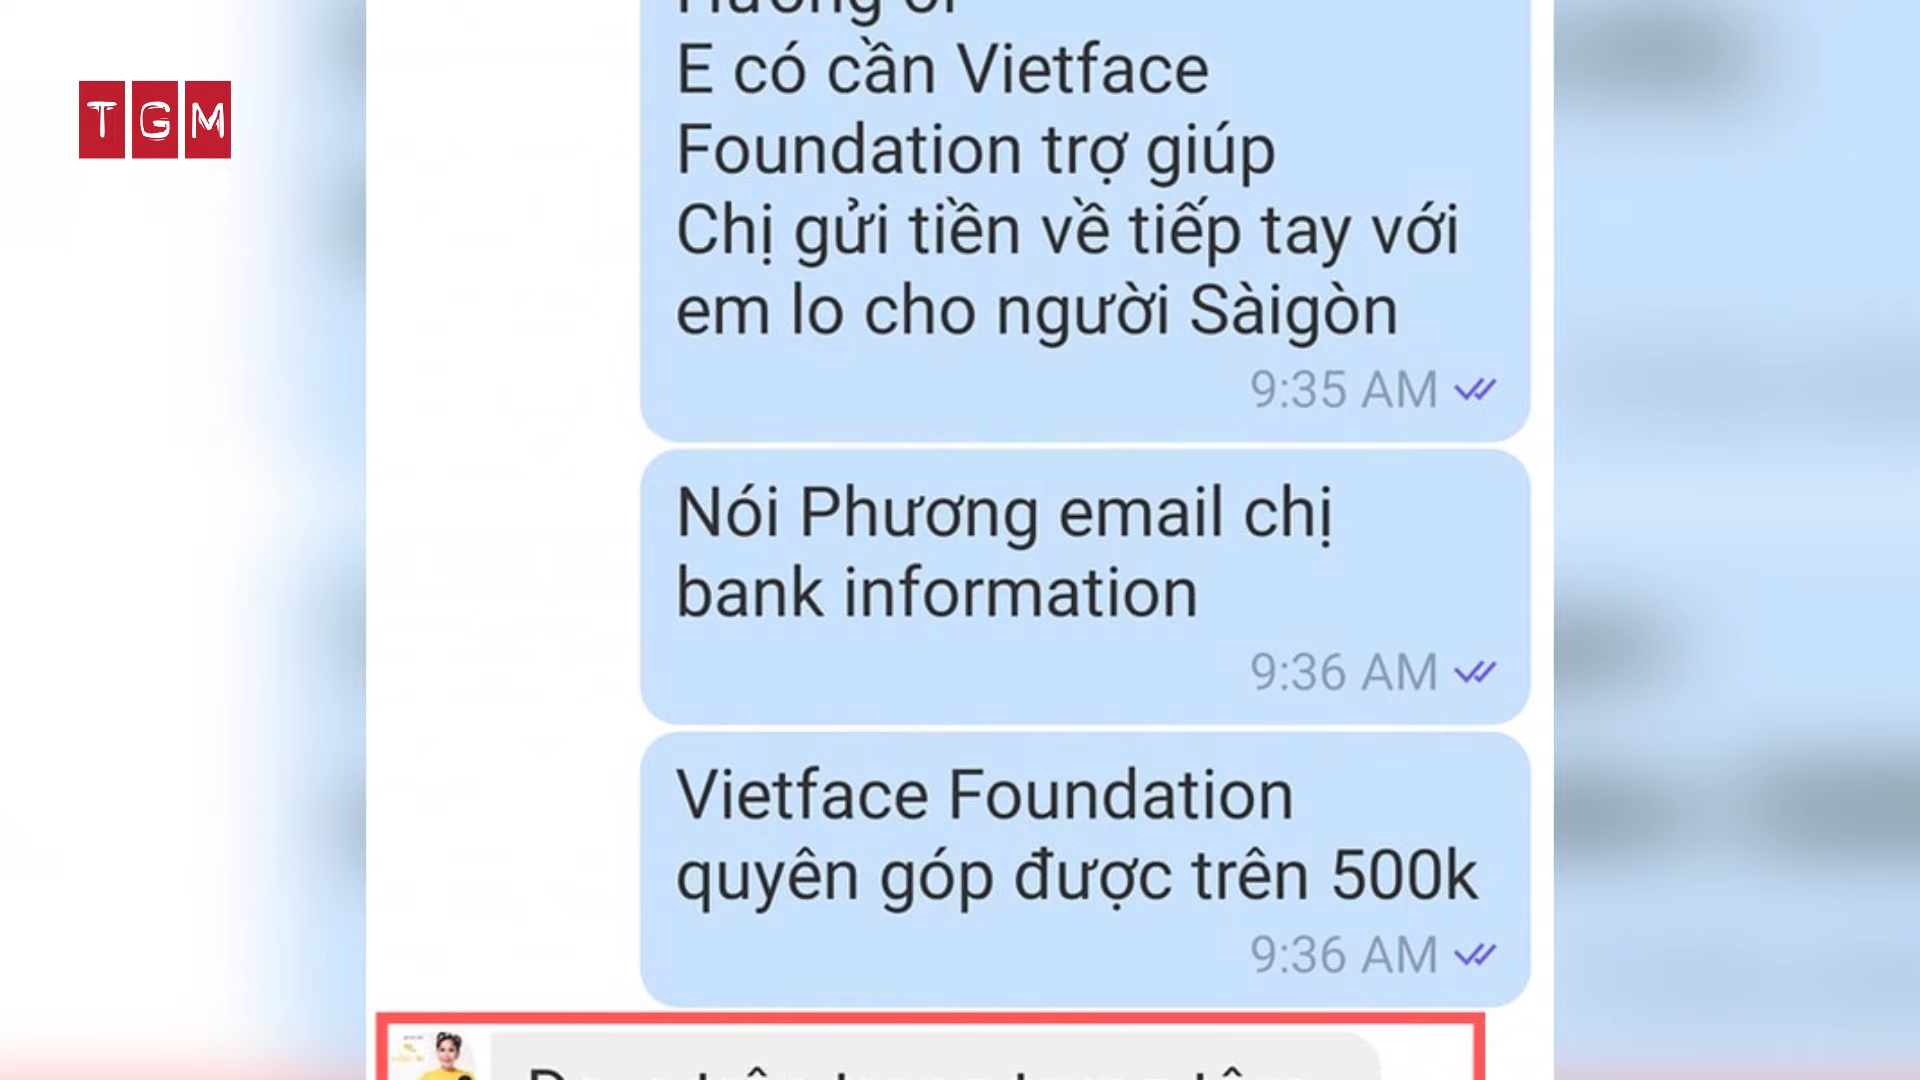 TGM
Hương ơi
E có cần Vietface
Foundation trợ giúp
Chị gửi tiền về tiếp tay với
em lo cho người Sàigòn
9:35 AM
Nói Phương email chị
bank information
9:36 AM
Vietface Foundation
quyên góp được trên 500k
9:36 AM